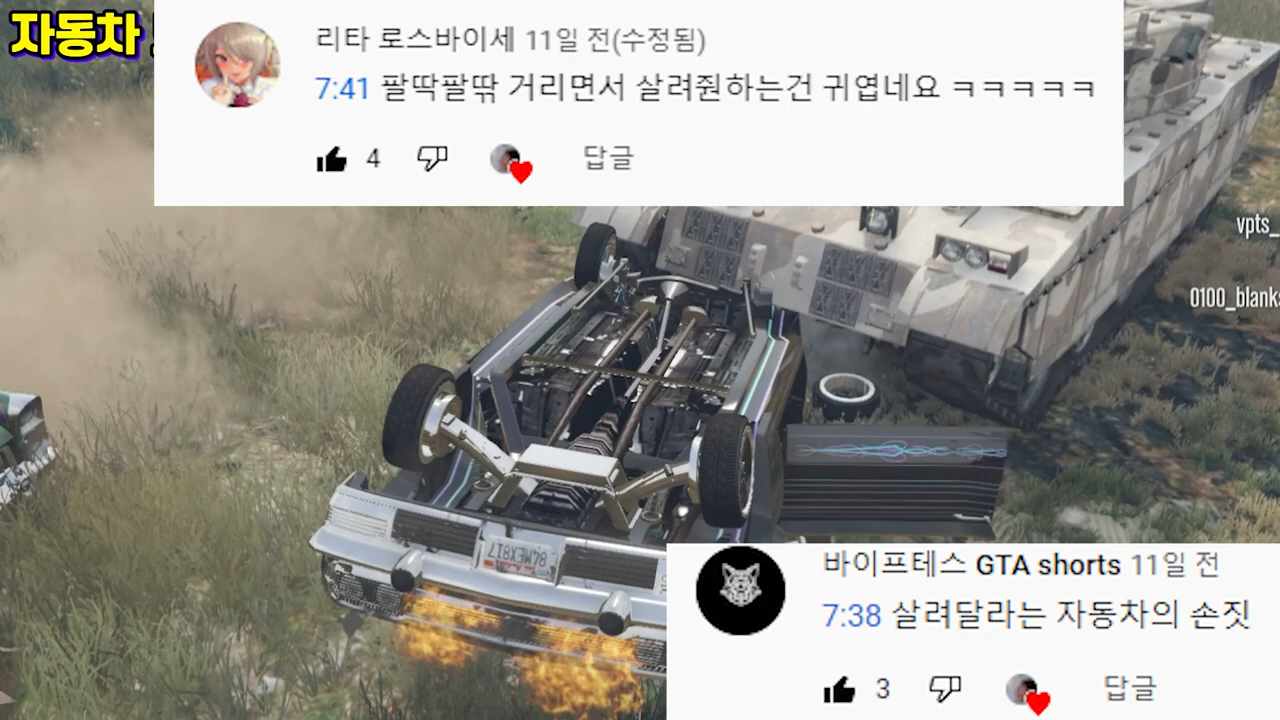 자동차
리타 로스바이세 11일 전(수정됨)
7:41 팔딱팔딲 거리면서 살려줜하는건 귀엽네요 ㅋㅋㅋㅋㅋ
4
답글
vpts_
0100_blank
84MEX817
바이프테스 GTA shorts 11일 전
7:38 살려달라는 자동차의 손짓
3
답글